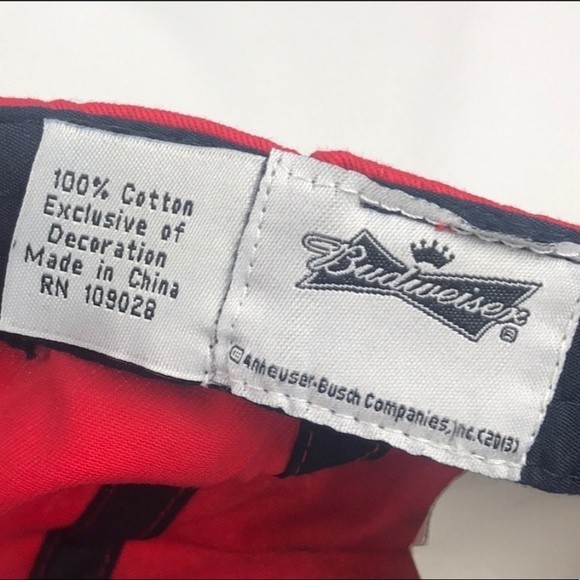 100% Cotton
Exclusive of
Decoration
Made in China
RN 109028
Budweiser®
© Anheuser-Busch Companies, Inc. (2013)